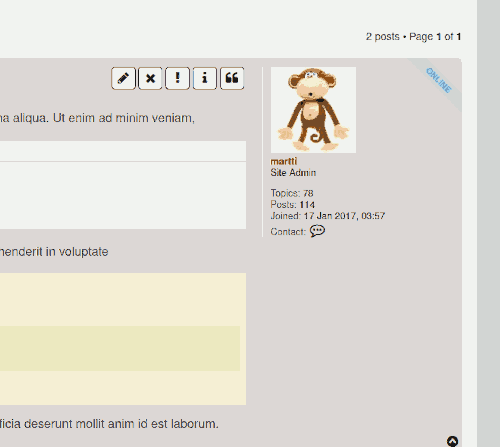 2 posts • Page 1 of 1
ONLINE
na aliqua. Ut enim ad minim veniam,
martti
Site Admin
Topics: 78
Posts: 114
Joined: 17 Jan 2017, 03:57
Contact:
henderit in voluptate
ficia deserunt mollit anim id est laborum.